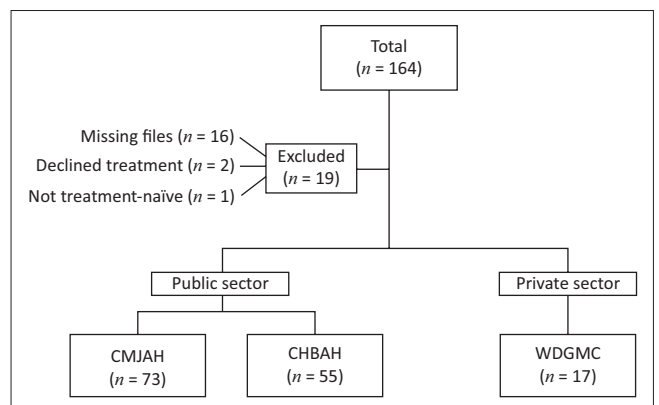 Total
(n = 164)
Missing files (n = 16)
Declined treatment (n = 2)
Not treatment-naïve (n = 1)
Excluded
(n = 19)
Public sector
Private sector
CMJAH
(n = 73)
CHBAH
(n = 55)
WDGMC
(n = 17)